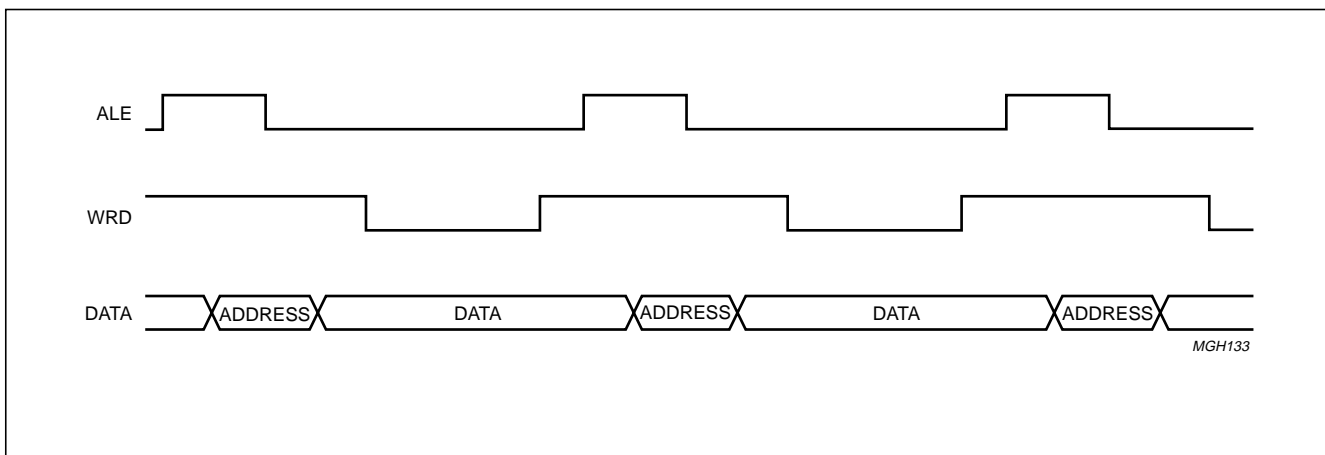 ALE
WRD
DATA ADDRESS DATA ADDRESS DATA ADDRESS
MGH133